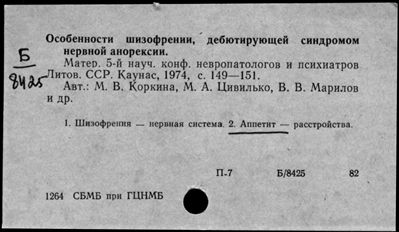 Особенности шизофрении, дебютирующей синдромом
нервной анорексии.
Матер. 5-й науч. конф. невропатологов и психиатров
Литов. ССР. Каунас, 1974, с. 149—151.
Авт.: М. В. Коркина, М. А. Цивилько, В. В. Марилов
и др.
Б
8425
1. Шизофрения — нервная система. 2. Аппетит — расстройства.
П-7 Б/8425 82
1264 СБМБ при ГЦНМБ